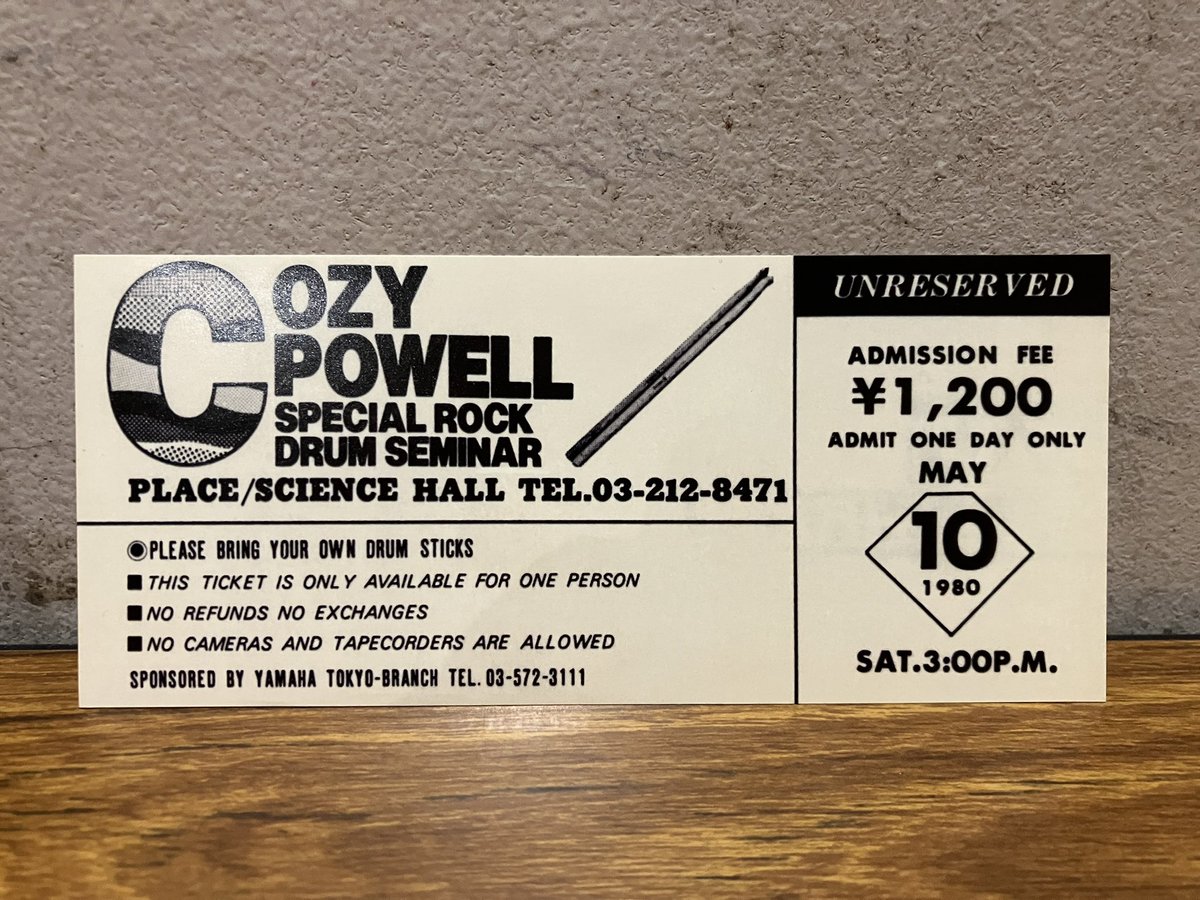 COZY
POWELL
SPECIAL ROCK
DRUM SEMINAR
PLACE/SCIENCE HALL TEL.03-212-8471
◉PLEASE BRING YOUR OWN DRUM STICKS
■THIS TICKET IS ONLY AVAILABLE FOR ONE PERSON
■NO REFUNDS NO EXCHANGES
■NO CAMERAS AND TAPECORDERS ARE ALLOWED
SPONSORED BY YAMAHA TOKYO-BRANCH TEL. 03-572-3111
UNRESERVED
ADMISSION FEE
¥1,200
ADMIT ONE DAY ONLY
MAY
10
1980
SAT.3:00P.M.